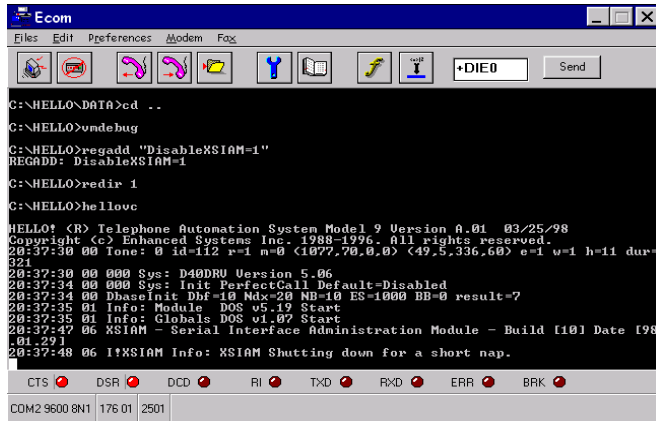 Ecom
Files Edit Preferences Modem Fax
+DIE0 Send
C:\HELLO\DATA>cd ..
C:\HELLO>vmdebug
C:\HELLO>regadd "DisableXSIAM=1"
REGADD: DisableXSIAM=1
C:\HELLO>redir 1
C:\HELLO>hellovc
HELLO! (R) Telephone Automation System Model 9 Version A.01 03/25/98
Copyright (c) Enhanced Systems Inc. 1988-1996. All rights reserved.
20:37:30 00 Tone: 0 id=112 r=1 m=0 (1077,70,0,0) (49,5,336,60) e=1 w=1 h=11 dur=
321
20:37:30 00 000 Sys: D40DRV Version 5.06
20:37:34 00 000 Sys: Init PerfectCall Default=Disabled
20:37:34 00 DbaseInit Dbf=10 Ndx=20 NB=10 ES=1000 BB=0 result=7
20:37:35 01 Info: Module DOS v5.19 Start
20:37:35 01 Info: Globals DOS v1.07 Start
20:37:47 06 XSIAM - Serial Interface Administration Module - Build [10] Date [98
.01.29]
20:37:48 06 I!XSIAM Info: XSIAM Shutting down for a short nap.
CTS DSR DCD RI TXD RXD ERR BRK
COM2 9600 8N1 176 01 2501